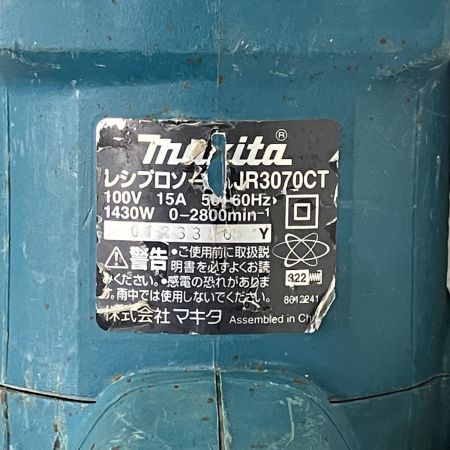 makita®
レシプロソー JR3070CT
100V 15A 50-60Hz
1430W 0-2800min⁻¹
Y
警告
●ご使用前に取扱説
明書を必ずよくお読
みください。●感電の恐れがありま
す。雨中では使用しないでください。
322
株式会社マキタ Assembled in